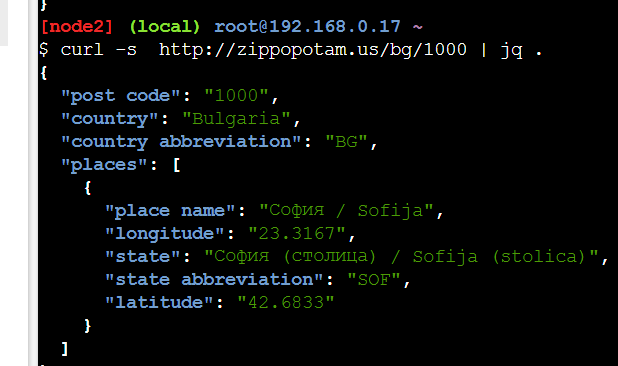 }
[node2] (local) root@192.168.0.17 ~
$ curl -s  http://zippopotam.us/bg/1000 | jq .
{
  "post code": "1000",
  "country": "Bulgaria",
  "country abbreviation": "BG",
  "places": [
    {
      "place name": "София / Sofija",
      "longitude": "23.3167",
      "state": "София (столица) / Sofija (stolica)",
      "state abbreviation": "SOF",
      "latitude": "42.6833"
    }
  ]